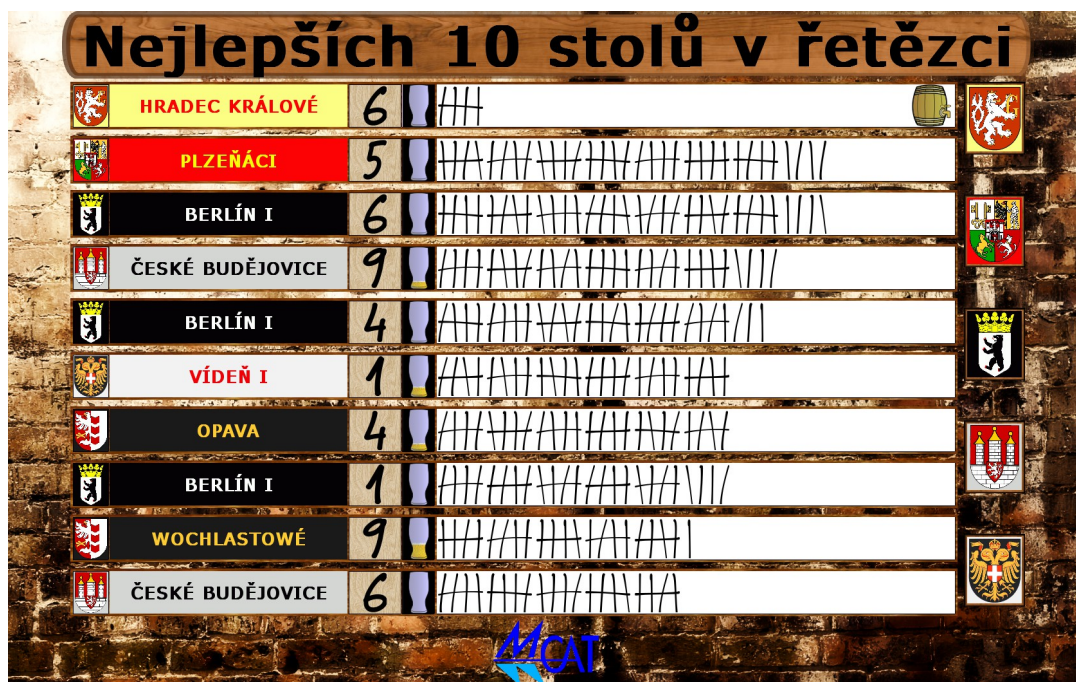 Nejlepších 10 stolů v řetězci
HRADEC KRÁLOVÉ 6
PLZEŇÁCI 5
BERLÍN I 6
ČESKÉ BUDĚJOVICE 9
BERLÍN I 4
VÍDEŇ I 1
OPAVA 4
BERLÍN I 1
WOCHLASTOWÉ 9
ČESKÉ BUDĚJOVICE 6
MCAT